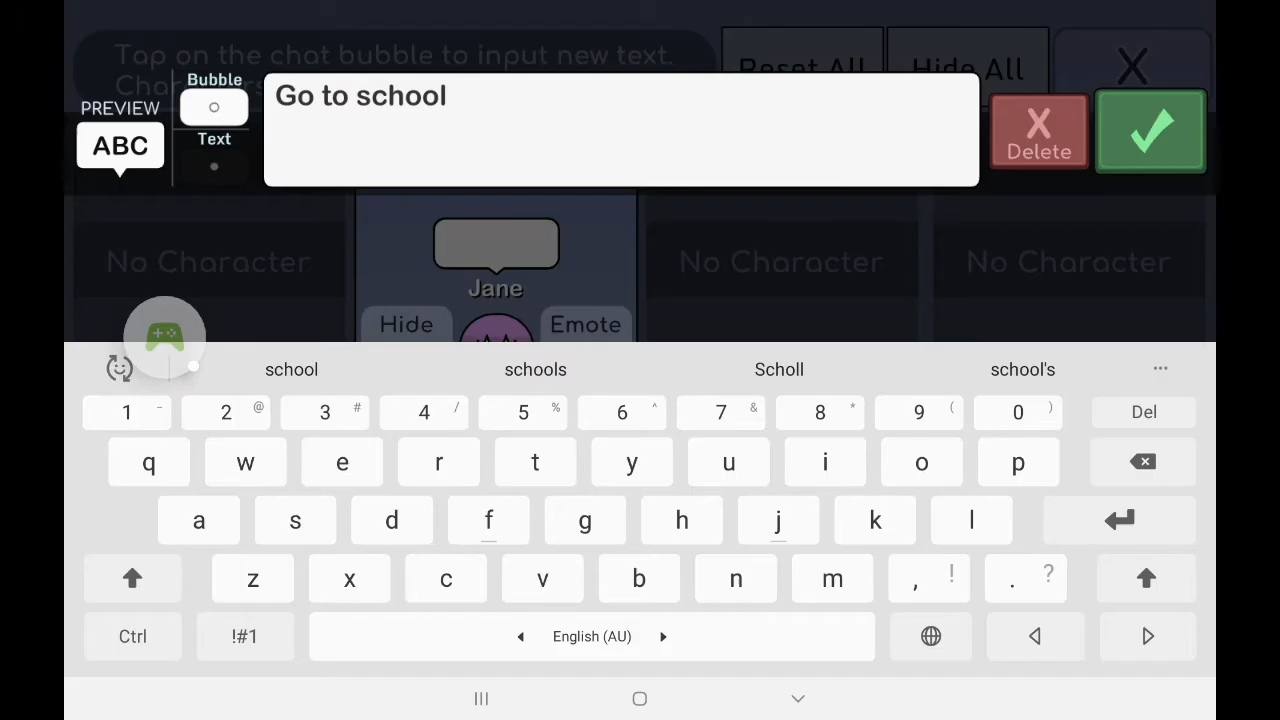 Tap on the chat bubble to input new text.
Reset All
Hide All
X
PREVIEW
ABC
Bubble
Text
Go to school
X
Delete
No Character
Jane
Hide
Emote
No Character
No Character
school
schools
Scholl
school's
...
1 - 2 @ 3 # 4 / 5 % 6 ^ 7 & 8 * 9 ( 0 ) Del
q w e r t y u i o p
a s d f g h j k l
z x c v b n m , ! . ?
Ctrl !#1 English (AU)